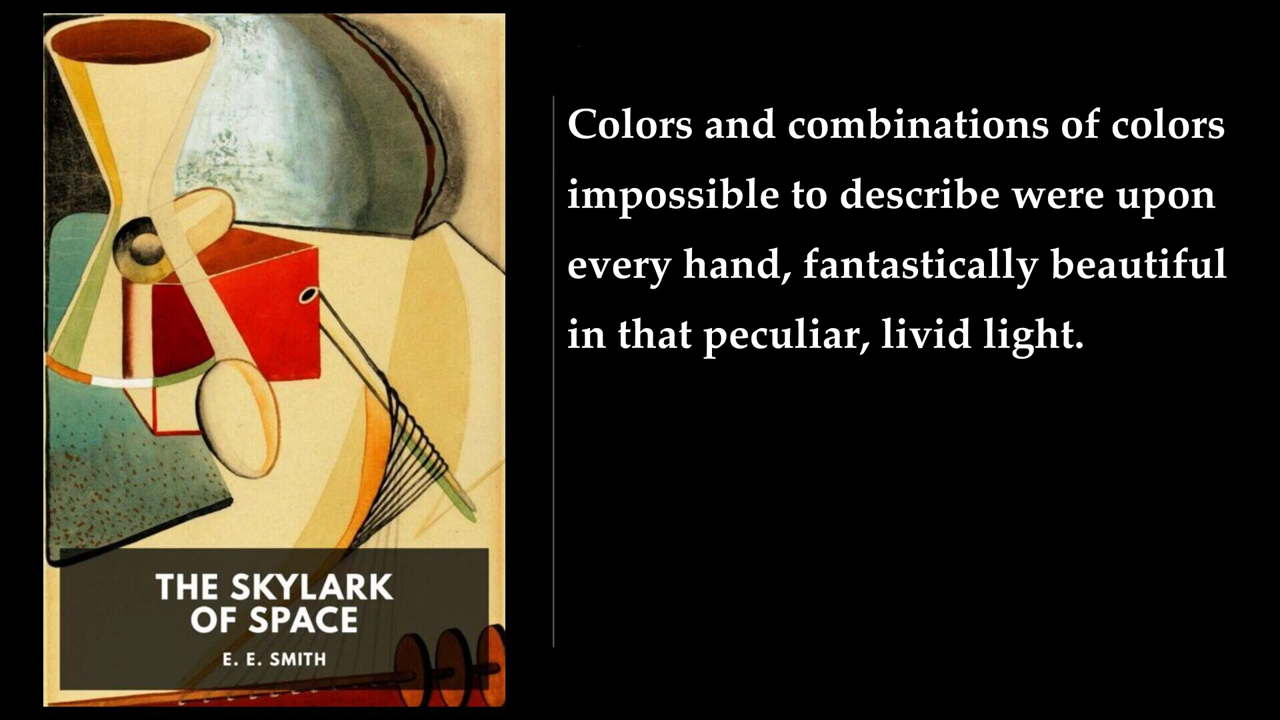 THE SKYLARK
OF SPACE
E. E. SMITH
Colors and combinations of colors
impossible to describe were upon
every hand, fantastically beautiful
in that peculiar, livid light.